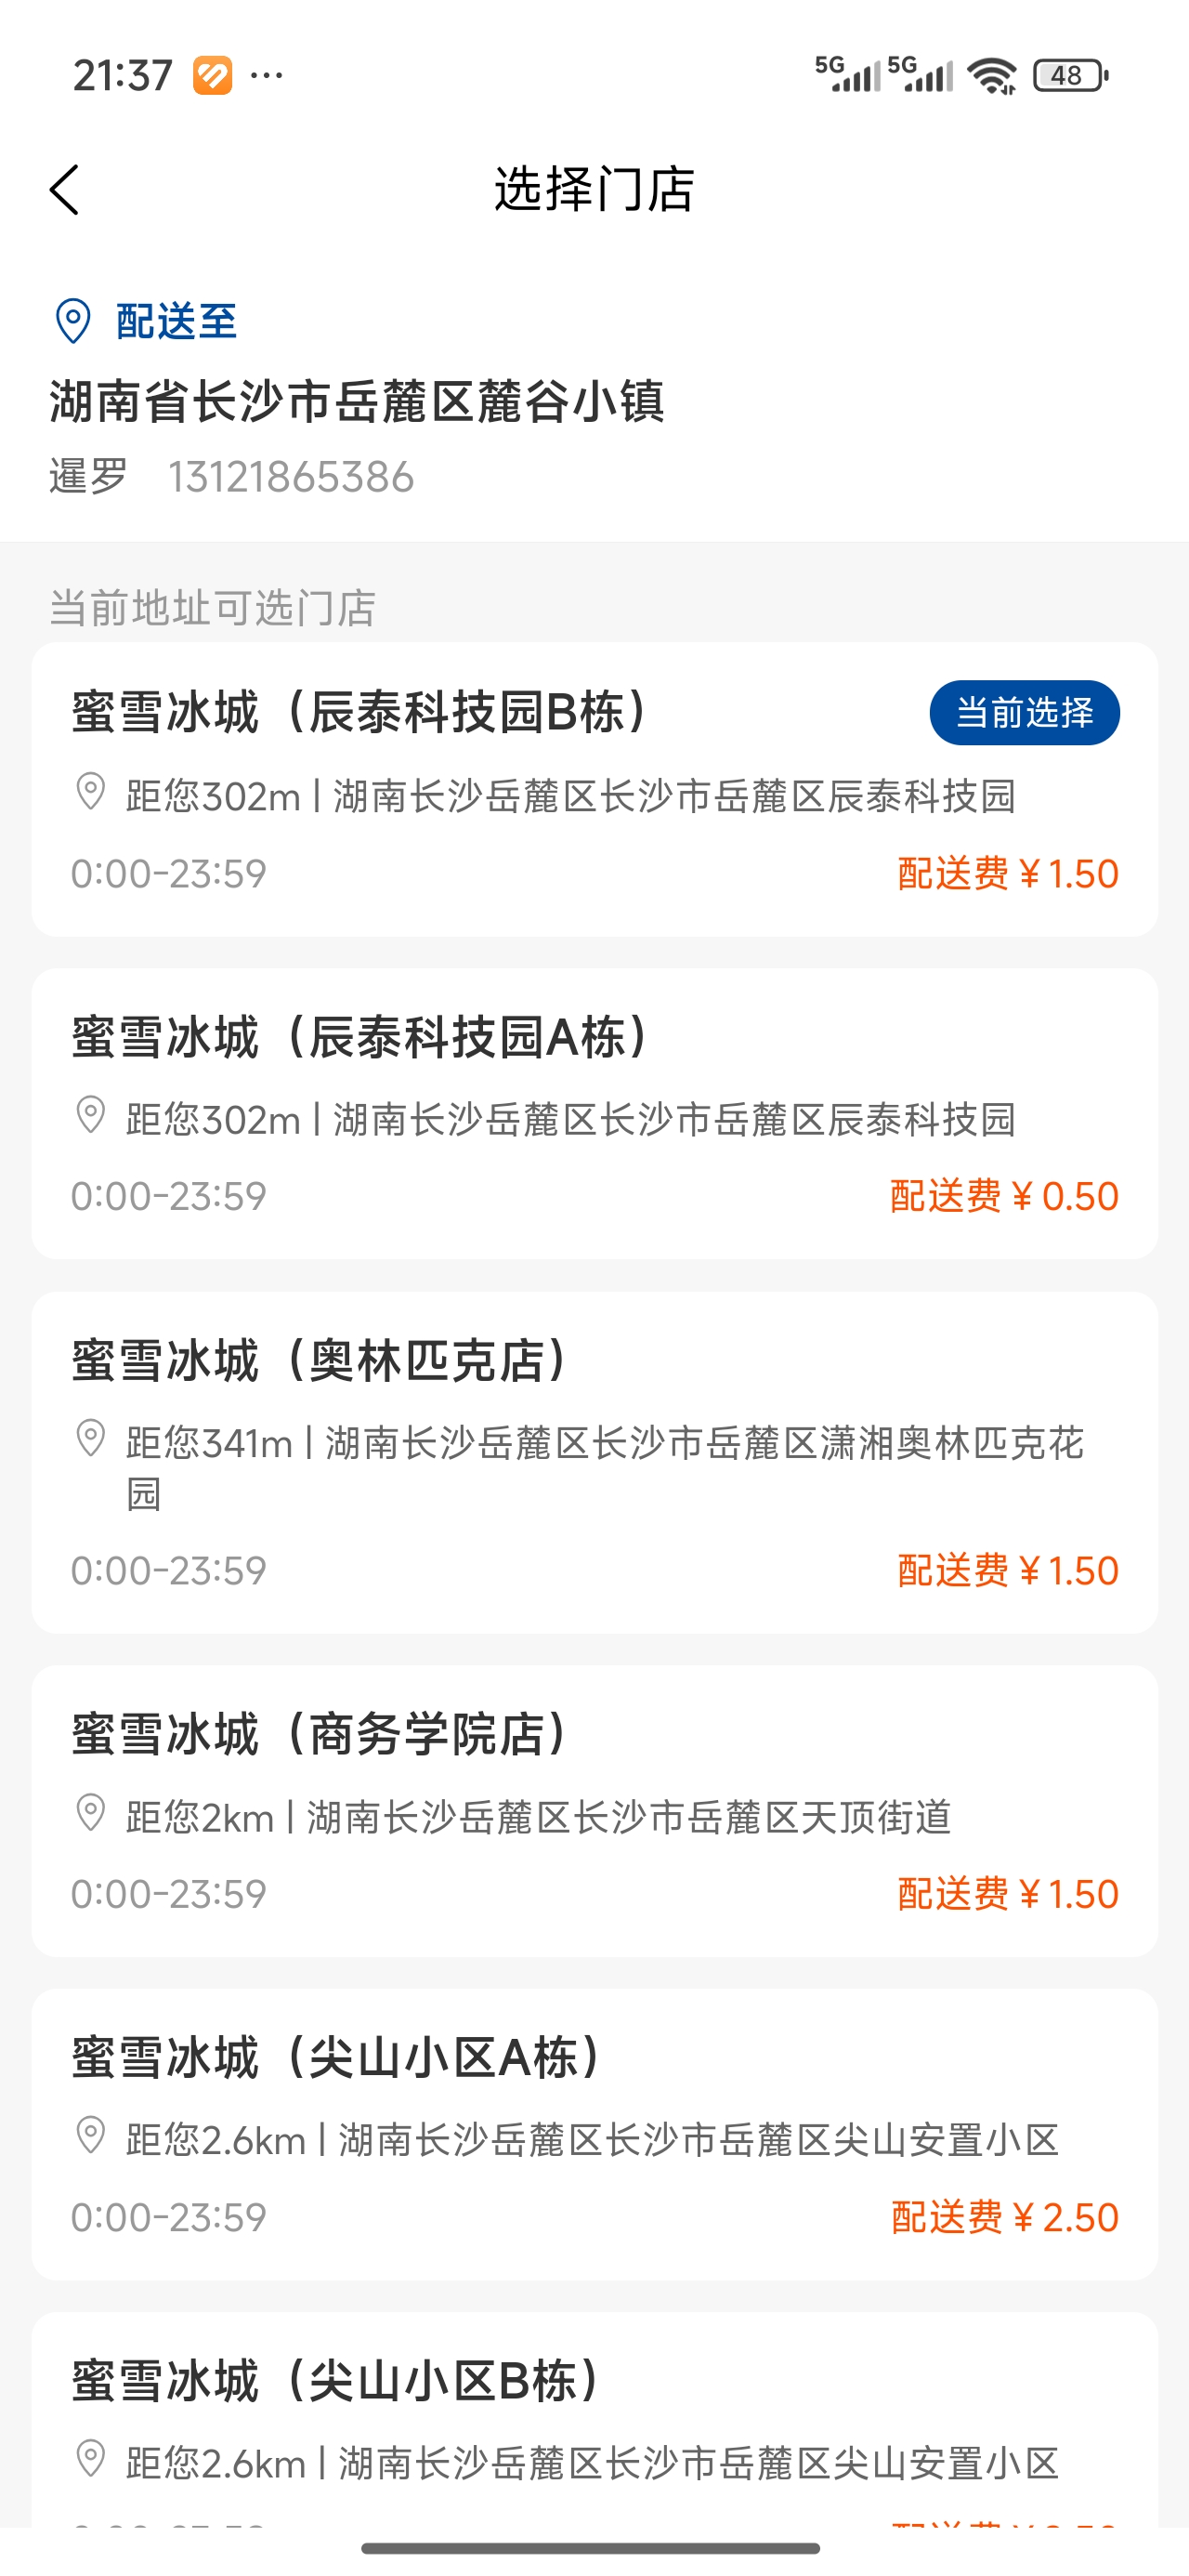 21:37 ··· 5G 5G 48
选择门店
配送至
湖南省长沙市岳麓区麓谷小镇
暹罗 13121865386
当前地址可选门店
蜜雪冰城（辰泰科技园B栋） 当前选择
距您302m | 湖南长沙岳麓区长沙市岳麓区辰泰科技园
0:00-23:59 配送费 ¥ 1.50
蜜雪冰城（辰泰科技园A栋）
距您302m | 湖南长沙岳麓区长沙市岳麓区辰泰科技园
0:00-23:59 配送费 ¥ 0.50
蜜雪冰城（奥林匹克店）
距您341m | 湖南长沙岳麓区长沙市岳麓区潇湘奥林匹克花
园
0:00-23:59 配送费 ¥ 1.50
蜜雪冰城（商务学院店）
距您2km | 湖南长沙岳麓区长沙市岳麓区天顶街道
0:00-23:59 配送费 ¥ 1.50
蜜雪冰城（尖山小区A栋）
距您2.6km | 湖南长沙岳麓区长沙市岳麓区尖山安置小区
0:00-23:59 配送费 ¥ 2.50
蜜雪冰城（尖山小区B栋）
距您2.6km | 湖南长沙岳麓区长沙市岳麓区尖山安置小区